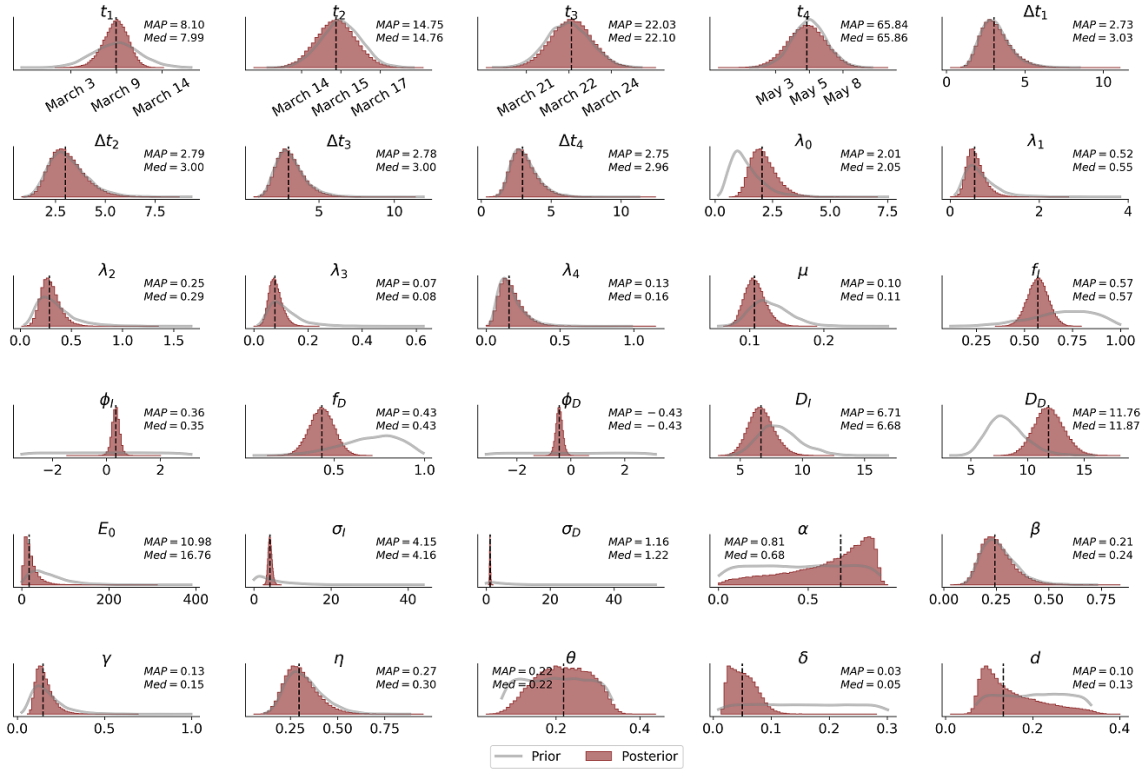 t₁
MAP = 8.10
Med = 7.99
March 3
March 9
March 14
t₂
MAP = 14.75
Med = 14.76
March 14
March 15
March 17
t₃
MAP = 22.03
Med = 22.10
March 21
March 22
March 24
t₄
MAP = 65.84
Med = 65.86
May 3
May 5
May 8
Δt₁
MAP = 2.73
Med = 3.03
0 5 10
Δt₂
MAP = 2.79
Med = 3.00
2.5 5.0 7.5
Δt₃
MAP = 2.78
Med = 3.00
5 10
Δt₄
MAP = 2.75
Med = 2.96
0 5 10
λ₀
MAP = 2.01
Med = 2.05
0.0 2.5 5.0 7.5
λ₁
MAP = 0.52
Med = 0.55
0 2 4
λ₂
MAP = 0.25
Med = 0.29
0.0 0.5 1.0 1.5
λ₃
MAP = 0.07
Med = 0.08
0.0 0.2 0.4 0.6
λ₄
MAP = 0.13
Med = 0.16
0.0 0.5 1.0
μ
MAP = 0.10
Med = 0.11
0.1 0.2
f_I
MAP = 0.57
Med = 0.57
0.25 0.50 0.75 1.00
ϕ_I
MAP = 0.36
Med = 0.35
−2 0 2
f_D
MAP = 0.43
Med = 0.43
0.5 1.0
ϕ_D
MAP = − 0.43
Med = − 0.43
−2 0 2
D_I
MAP = 6.71
Med = 6.68
5 10 15
D_D
MAP = 11.76
Med = 11.87
5 10 15
E₀
MAP = 10.98
Med = 16.76
0 100 200 300 400
σ_I
MAP = 4.15
Med = 4.16
0 20 40
σ_D
MAP = 1.16
Med = 1.22
0 20 40
α
MAP = 0.81
Med = 0.68
0.0 0.5
β
MAP = 0.21
Med = 0.24
0.00 0.25 0.50 0.75
γ
MAP = 0.13
Med = 0.15
0.0 0.5 1.0
η
MAP = 0.27
Med = 0.30
0.25 0.50 0.75
θ
MAP = 0.22
Med = 0.22
0.2 0.4
δ
MAP = 0.03
Med = 0.05
0.0 0.1 0.2 0.3
d
MAP = 0.10
Med = 0.13
0.0 0.2 0.4
Prior Posterior